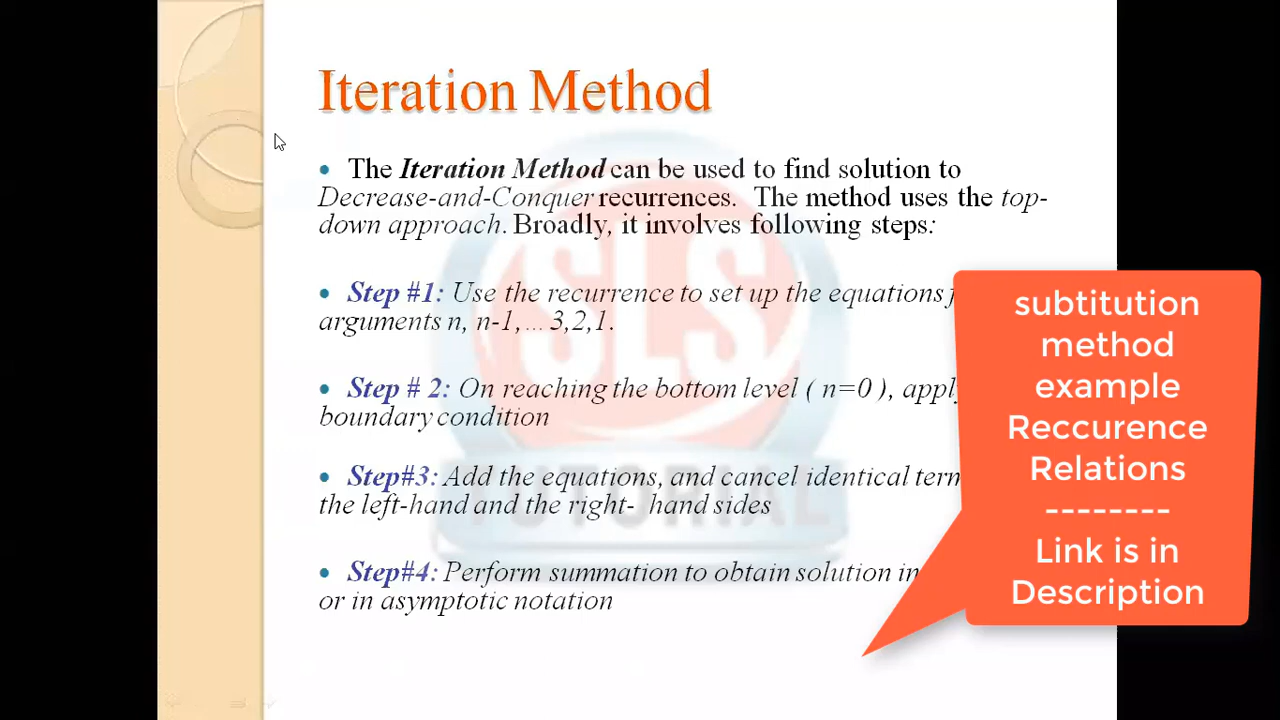 Iteration Method
• The Iteration Method can be used to find solution to
Decrease-and-Conquer recurrences. The method uses the top-
down approach. Broadly, it involves following steps:
• Step #1: Use the recurrence to set up the equations
arguments n, n-1,... 3,2,1.
• Step # 2: On reaching the bottom level ( n=0 ), apply
boundary condition
• Step#3: Add the equations, and cancel identical term
the left-hand and the right- hand sides
• Step#4: Perform summation to obtain solution in
or in asymptotic notation
SLS
TUTORIAL
subtitution
method
example
Reccurence
Relations
--------
Link is in
Description